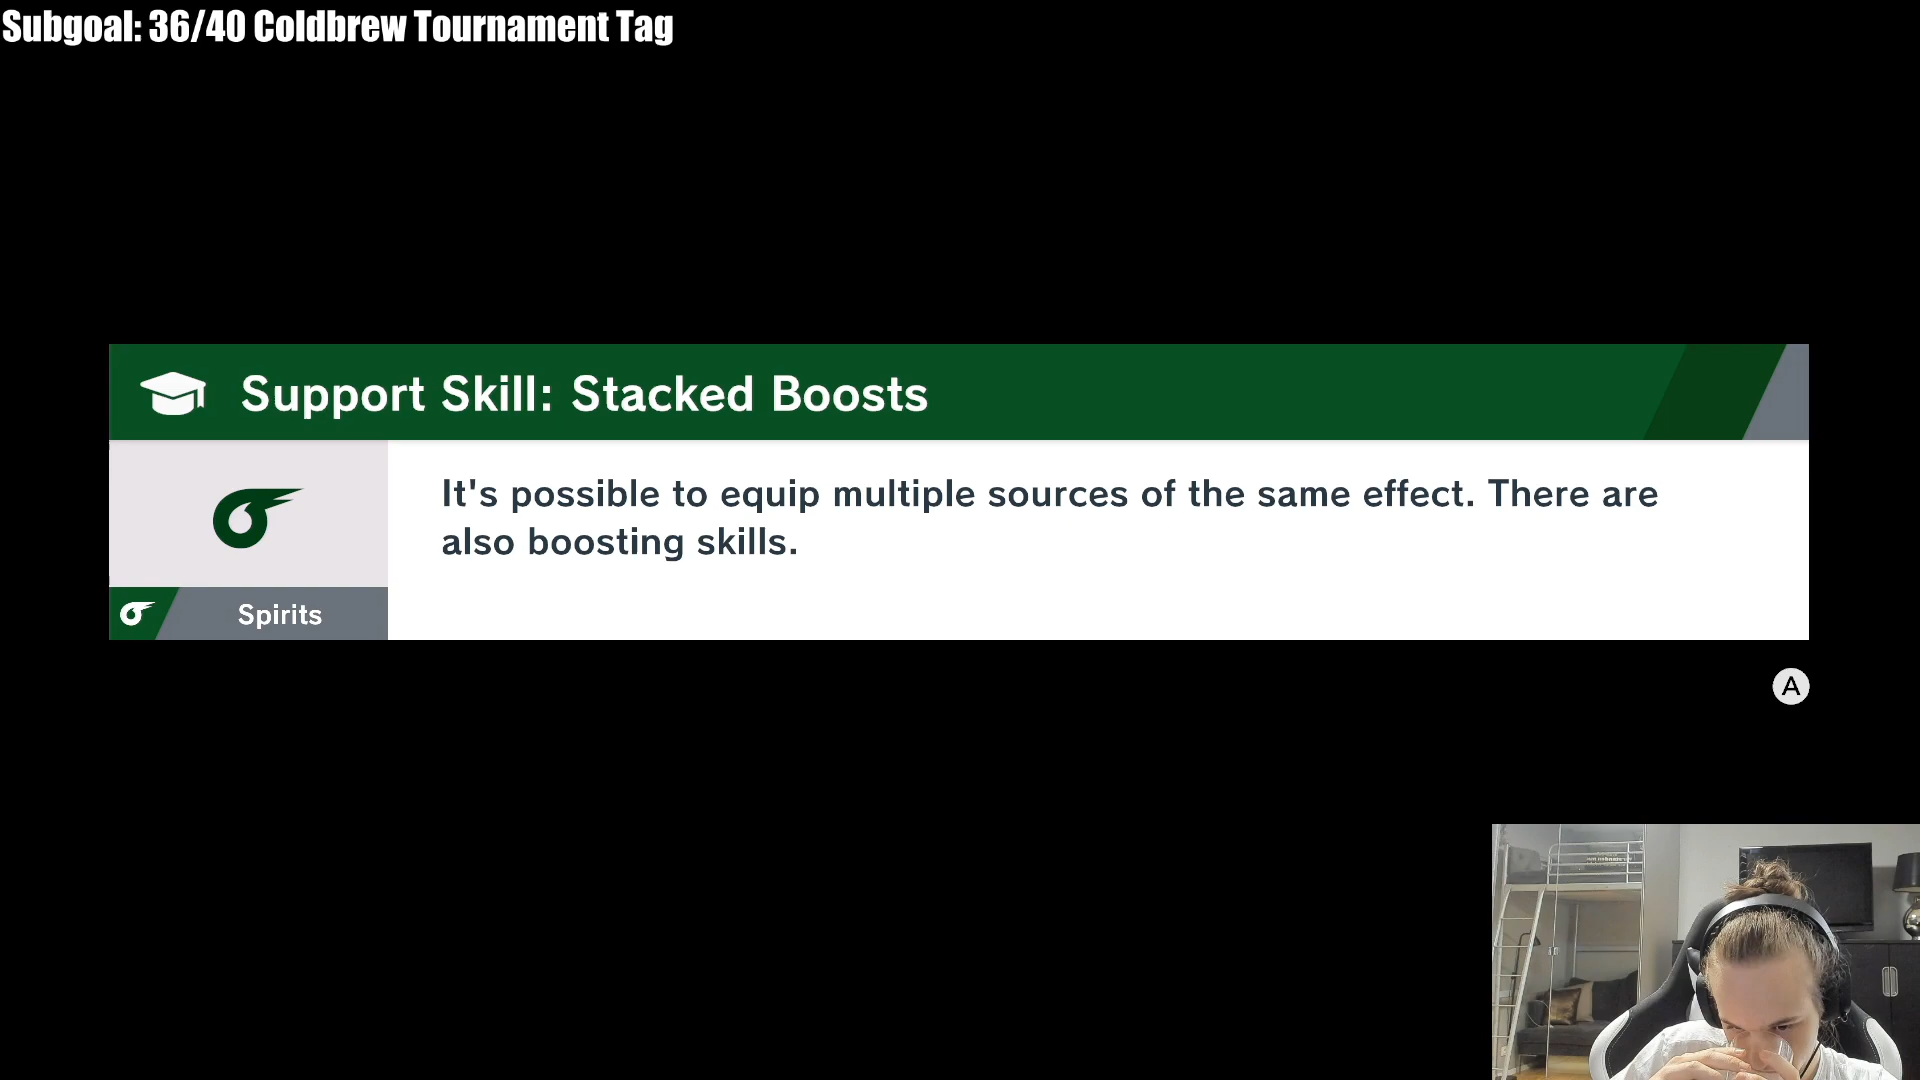 Subgoal: 36/40 Coldbrew Tournament Tag
Support Skill: Stacked Boosts
It's possible to equip multiple sources of the same effect. There are
also boosting skills.
Spirits
A